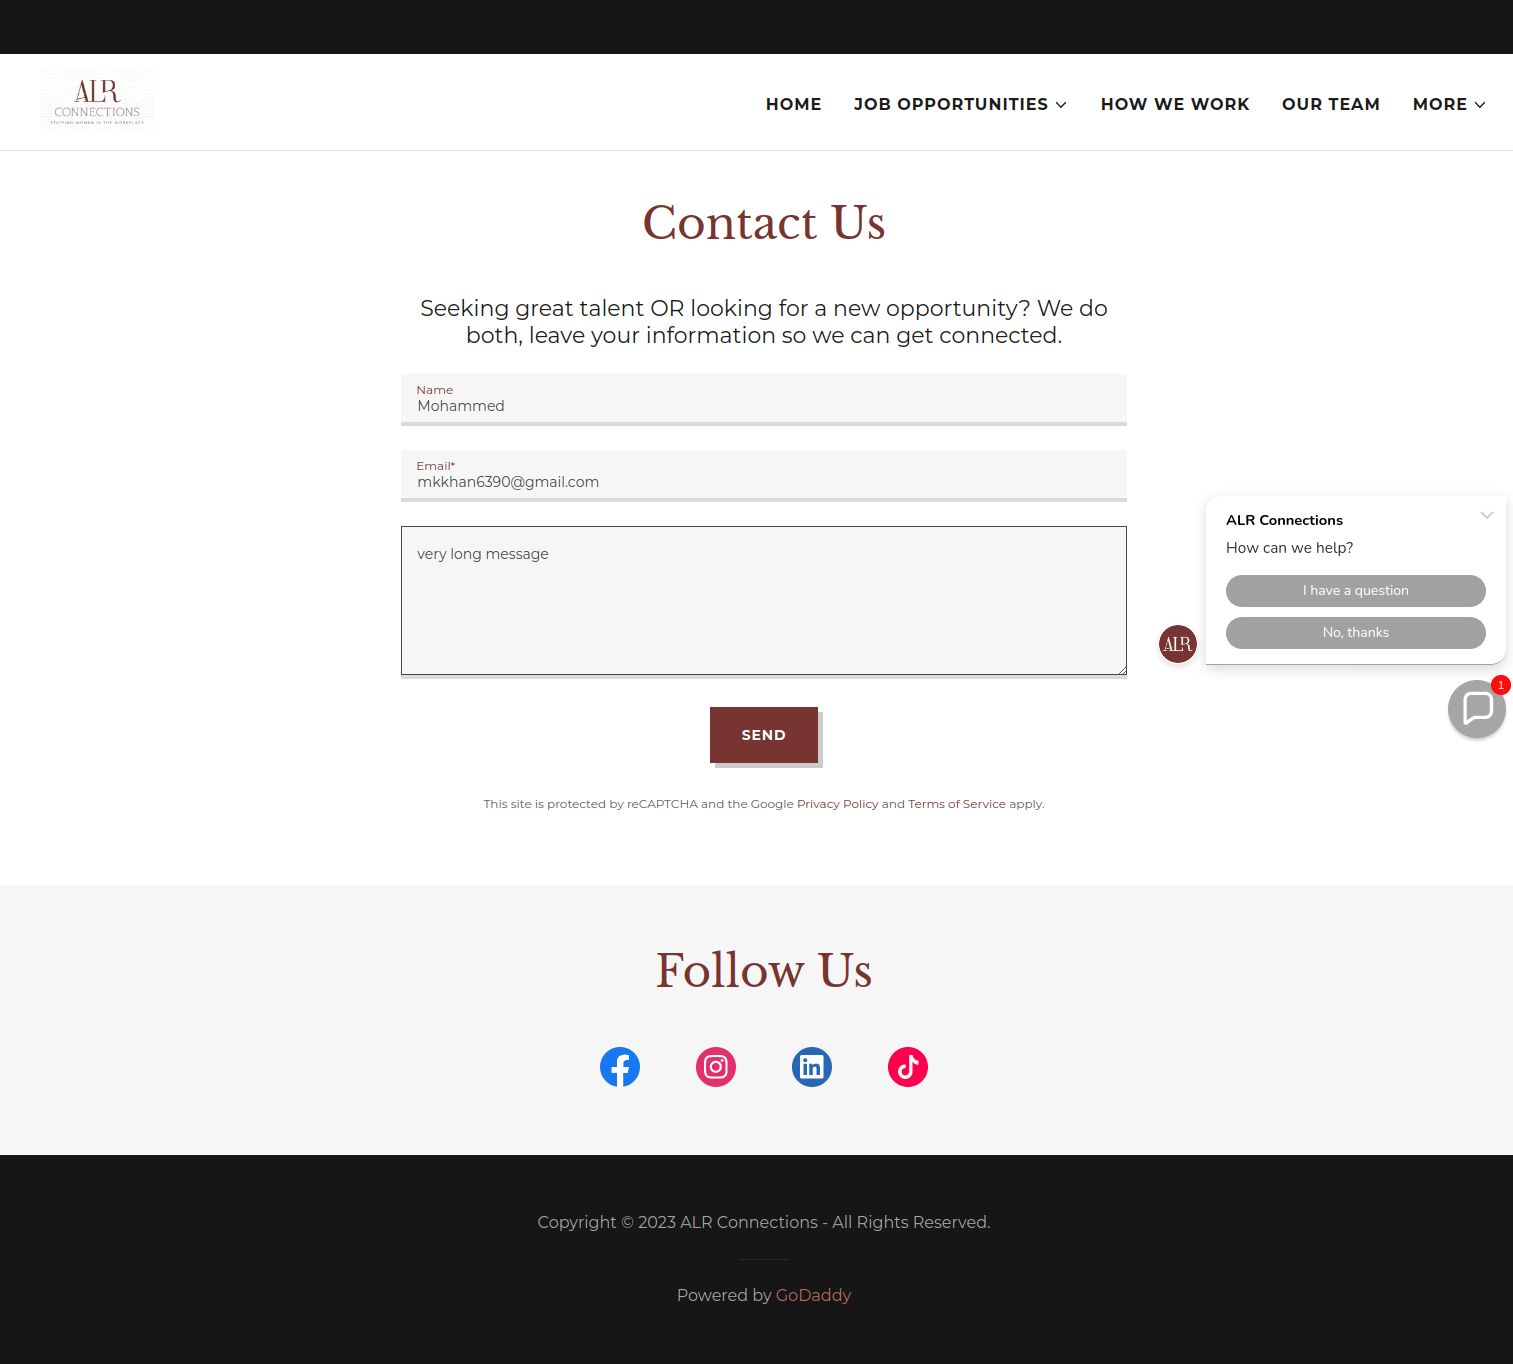 ALR
CONNECTIONS
STAFFING WOMEN IN THE WORKPLACE
HOME
JOB OPPORTUNITIES
HOW WE WORK
OUR TEAM
MORE
Contact Us
Seeking great talent OR looking for a new opportunity? We do
both, leave your information so we can get connected.
Name
Mohammed
Email*
mkkhan6390@gmail.com
very long message
SEND
This site is protected by reCAPTCHA and the Google Privacy Policy and Terms of Service apply.
ALR Connections
How can we help?
I have a question
No, thanks
ALR
1
Follow Us
Copyright © 2023 ALR Connections - All Rights Reserved.
Powered by GoDaddy